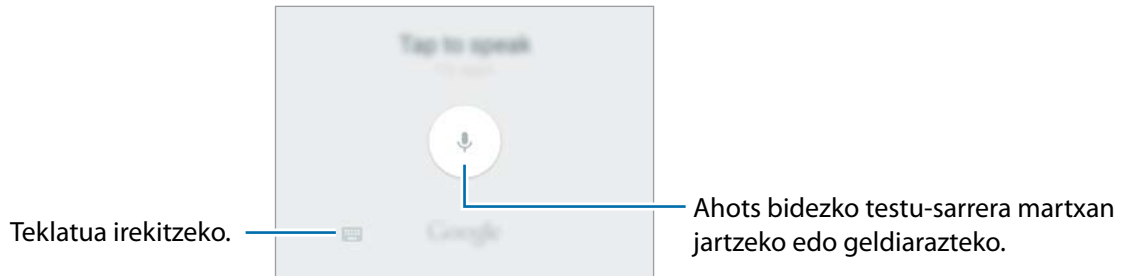 Tap to speak
Teklatua irekitzeko.
Google
Ahots bidezko testu-sarrera martxan
jartzeko edo geldiarazteko.